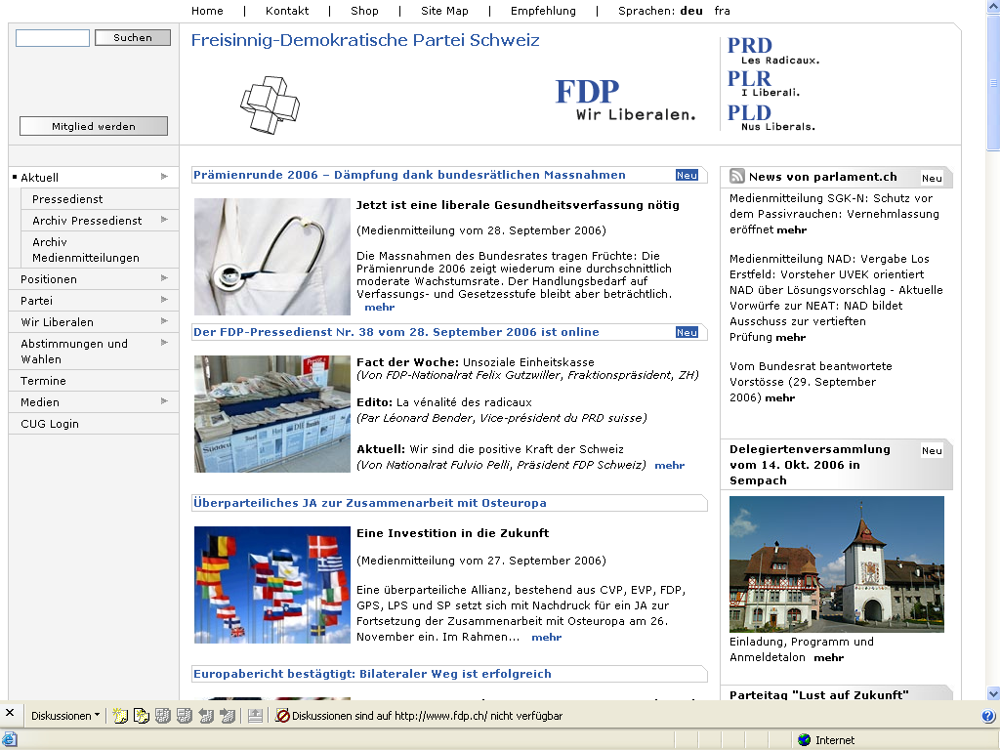 Home | Kontakt | Shop | Site Map | Empfehlung | Sprachen: deu fra
Suchen
Mitglied werden
Freisinnig-Demokratische Partei Schweiz
FDP
Wir Liberalen.
PRD
Les Radicaux.
PLR
I Liberali.
PLD
Nus Liberals.
Aktuell
Pressedienst
Archiv Pressedienst
Archiv
Medienmitteilungen
Positionen
Partei
Wir Liberalen
Abstimmungen und
Wahlen
Termine
Medien
CUG Login
Prämienrunde 2006 – Dämpfung dank bundesrätlichen Massnahmen Neu
Jetzt ist eine liberale Gesundheitsverfassung nötig
(Medienmitteilung vom 28. September 2006)
Die Massnahmen des Bundesrates tragen Früchte: Die
Prämienrunde 2006 zeigt wiederum eine durchschnittlich
moderate Wachstumsrate. Der Handlungsbedarf auf
Verfassungs- und Gesetzesstufe bleibt aber beträchtlich.
mehr
Der FDP-Pressedienst Nr. 38 vom 28. September 2006 ist online Neu
Fact der Woche: Unsoziale Einheitskasse
(Von FDP-Nationalrat Felix Gutzwiller, Fraktionspräsident, ZH)
Edito: La vénalité des radicaux
(Par Léonard Bender, Vice-président du PRD suisse)
Aktuell: Wir sind die positive Kraft der Schweiz
(Von Nationalrat Fulvio Pelli, Präsident FDP Schweiz) mehr
Überparteiliches JA zur Zusammenarbeit mit Osteuropa
Eine Investition in die Zukunft
(Medienmitteilung vom 27. September 2006)
Eine überparteiliche Allianz, bestehend aus CVP, EVP, FDP,
GPS, LPS und SP setzt sich mit Nachdruck für ein JA zur
Fortsetzung der Zusammenarbeit mit Osteuropa am 26.
November ein. Im Rahmen... mehr
Europabericht bestätigt: Bilateraler Weg ist erfolgreich
News von parlament.ch Neu
Medienmitteilung SGK-N: Schutz vor
dem Passivrauchen: Vernehmlassung
eröffnet mehr
Medienmitteilung NAD: Vergabe Los
Erstfeld: Vorsteher UVEK orientiert
NAD über Lösungsvorschlag - Aktuelle
Vorwürfe zur NEAT: NAD bildet
Ausschuss zur vertieften
Prüfung mehr
Vom Bundesrat beantwortete
Vorstösse (29. September
2006) mehr
Delegiertenversammlung Neu
vom 14. Okt. 2006 in
Sempach
Einladung, Programm und
Anmeldetalon mehr
Parteitag "Lust auf Zukunft"
Diskussionen
Diskussionen sind auf http://www.fdp.ch/ nicht verfügbar
Internet